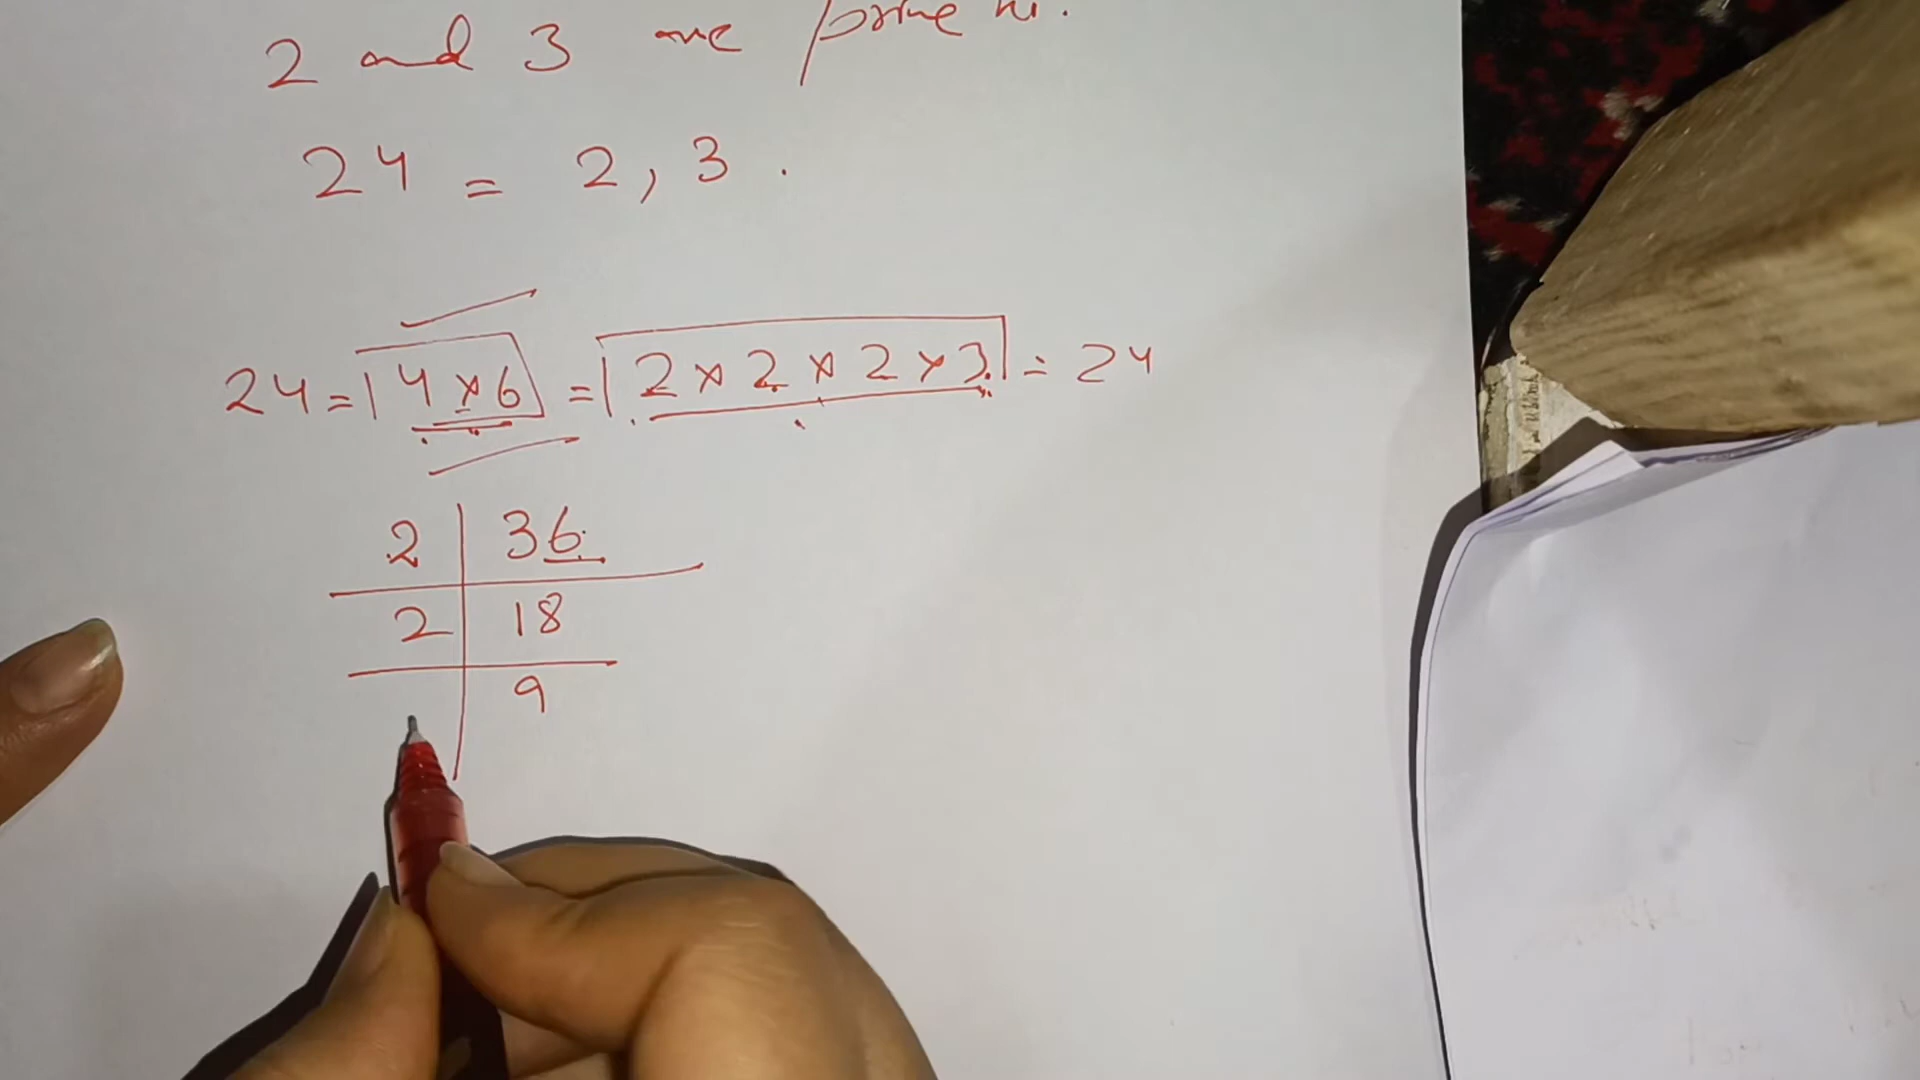 2 and 3 are prime
24 = 2, 3 .
24 = 4 × 6 = 2 × 2 × 2 × 3 = 24
2 | 36
2 | 18
| 9